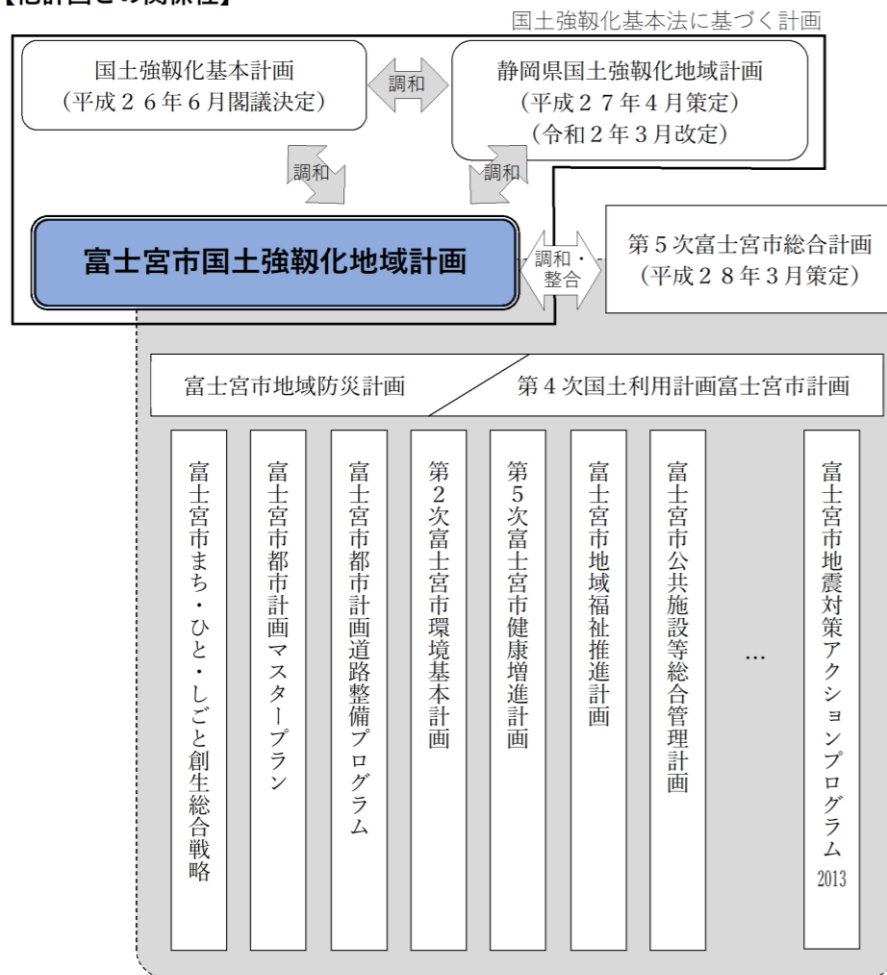 【他計画との関係性】
国土強靱化基本法に基づく計画
国土強靱化基本計画
（平成２６年６月閣議決定）
調和
静岡県国土強靱化地域計画
（平成２７年４月策定）
（令和２年３月改定）
調和
調和
富士宮市国土強靱化地域計画
調和・
整合
第５次富士宮市総合計画
（平成２８年３月策定）
富士宮市地域防災計画
第４次国土利用計画富士宮市計画
富士宮市まち・ひと・しごと創生総合戦略
富士宮市都市計画マスタープラン
富士宮市都市計画道路整備プログラム
第２次富士宮市環境基本計画
第５次富士宮市健康増進計画
富士宮市地域福祉推進計画
富士宮市公共施設等総合管理計画
…
富士宮市地震対策アクションプログラム2013